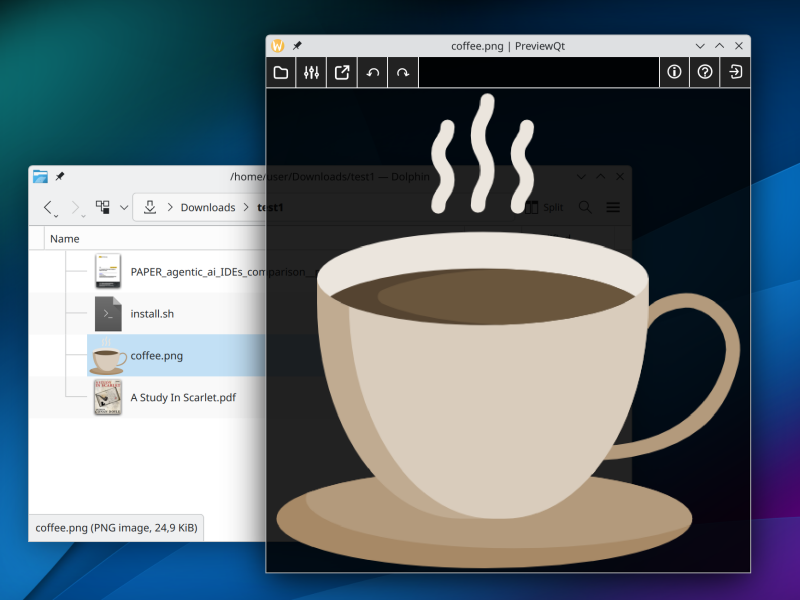 coffee.png | PreviewQt
/home/user/Downloads/test1 — Dolphin
Downloads
test1
Split
Name
PAPER_agentic_ai_IDEs_comparison_
install.sh
coffee.png
A Study In Scarlet.pdf
coffee.png (PNG image, 24,9 KiB)